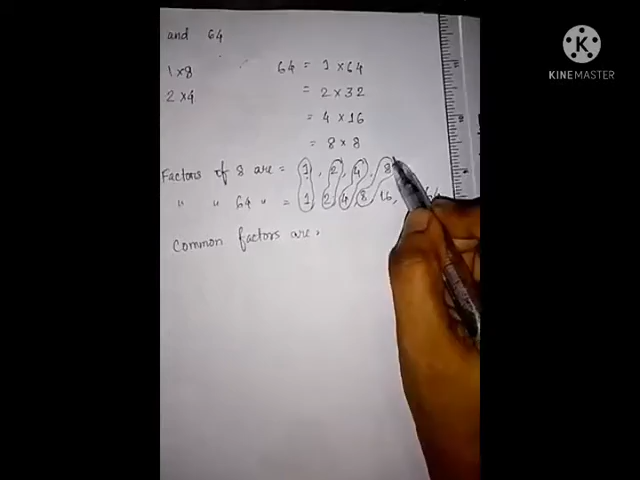 and 64
1×8
2×4
64 = 1×64
= 2×32
= 4×16
= 8×8
Factors of 8 are = 1, 2, 4, 8
" " 64 " = 1, 2, 4, 8, 16, 64
Common factors are,
K
KINEMASTER